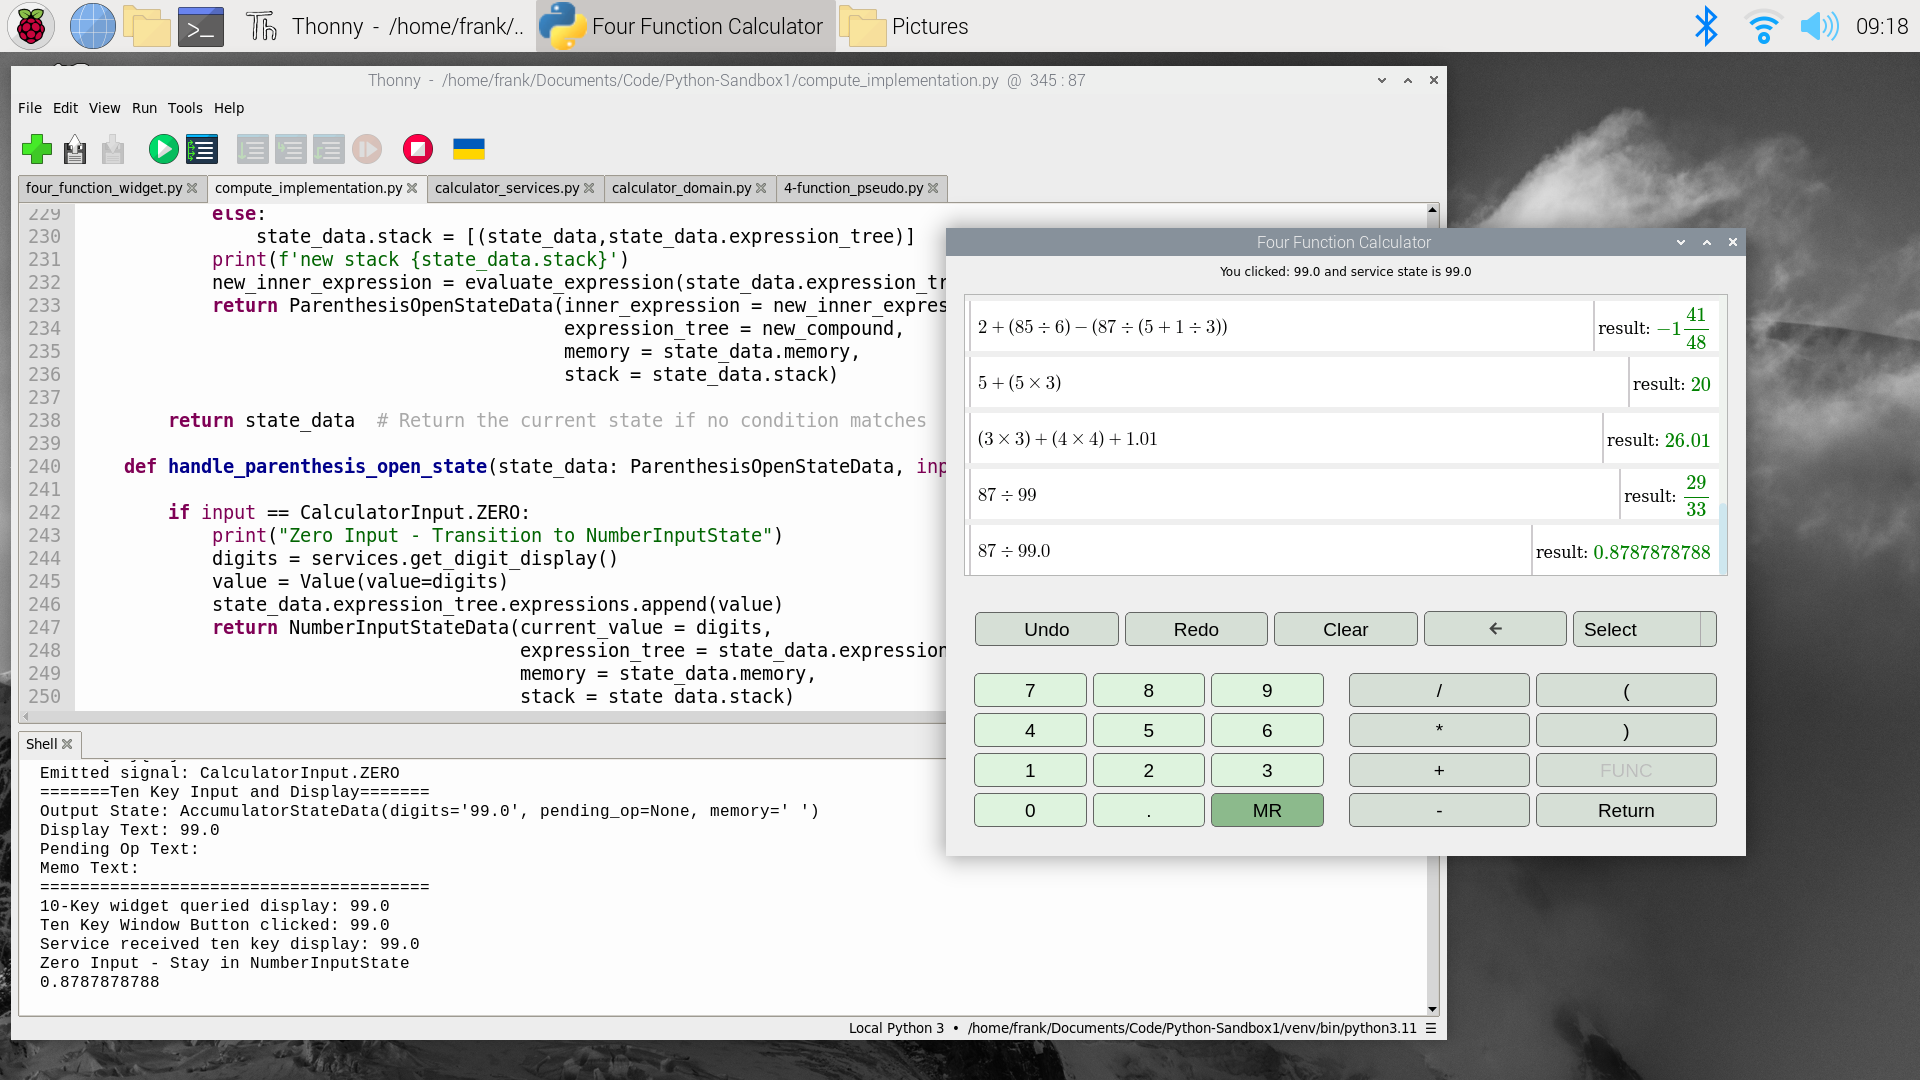 Thonny - /home/frank/..
Four Function Calculator
Pictures
09:18
Thonny - /home/frank/Documents/Code/Python-Sandbox1/compute_implementation.py @ 345 : 87
File Edit View Run Tools Help
four_function_widget.py
compute_implementation.py
calculator_services.py
calculator_domain.py
4-function_pseudo.py
229 else:
230 state_data.stack = [(state_data,state_data.expression_tree)]
231 print(f'new stack {state_data.stack}')
232 new_inner_expression = evaluate_expression(state_data.expression_tr
233 return ParenthesisOpenStateData(inner_expression = new_inner_expres
234 expression_tree = new_compound,
235 memory = state_data.memory,
236 stack = state_data.stack)
237
238 return state_data # Return the current state if no condition matches
239
240 def handle_parenthesis_open_state(state_data: ParenthesisOpenStateData, inp
241
242 if input == CalculatorInput.ZERO:
243 print("Zero Input - Transition to NumberInputState")
244 digits = services.get_digit_display()
245 value = Value(value=digits)
246 state_data.expression_tree.expressions.append(value)
247 return NumberInputStateData(current_value = digits,
248 expression_tree = state_data.expression
249 memory = state_data.memory,
250 stack = state_data.stack)
Shell
Emitted signal: CalculatorInput.ZERO
=======Ten Key Input and Display=======
Output State: AccumulatorStateData(digits='99.0', pending_op=None, memory=' ')
Display Text: 99.0
Pending Op Text:
Memo Text:
=======================================
10-Key widget queried display: 99.0
Ten Key Window Button clicked: 99.0
Service received ten key display: 99.0
Zero Input - Stay in NumberInputState
0.8787878788
Local Python 3 • /home/frank/Documents/Code/Python-Sandbox1/venv/bin/python3.11 ☰
Four Function Calculator
You clicked: 99.0 and service state is 99.0
2 + (85 ÷ 6) − (87 ÷ (5 + 1 ÷ 3)) result: −1 41/48
5 + (5 × 3) result: 20
(3 × 3) + (4 × 4) + 1.01 result: 26.01
87 ÷ 99 result: 29/33
87 ÷ 99.0 result: 0.8787878788
Undo Redo Clear ← Select
7 8 9 / (
4 5 6 * )
1 2 3 + FUNC
0 . MR - Return